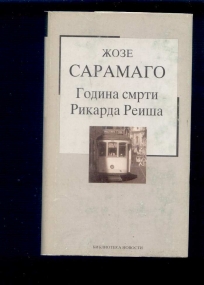 ЖОЗЕ
САРАМАГО
Година смрти
Рикарда Реиша
БИБЛИОТЕКА НОВОСТИ